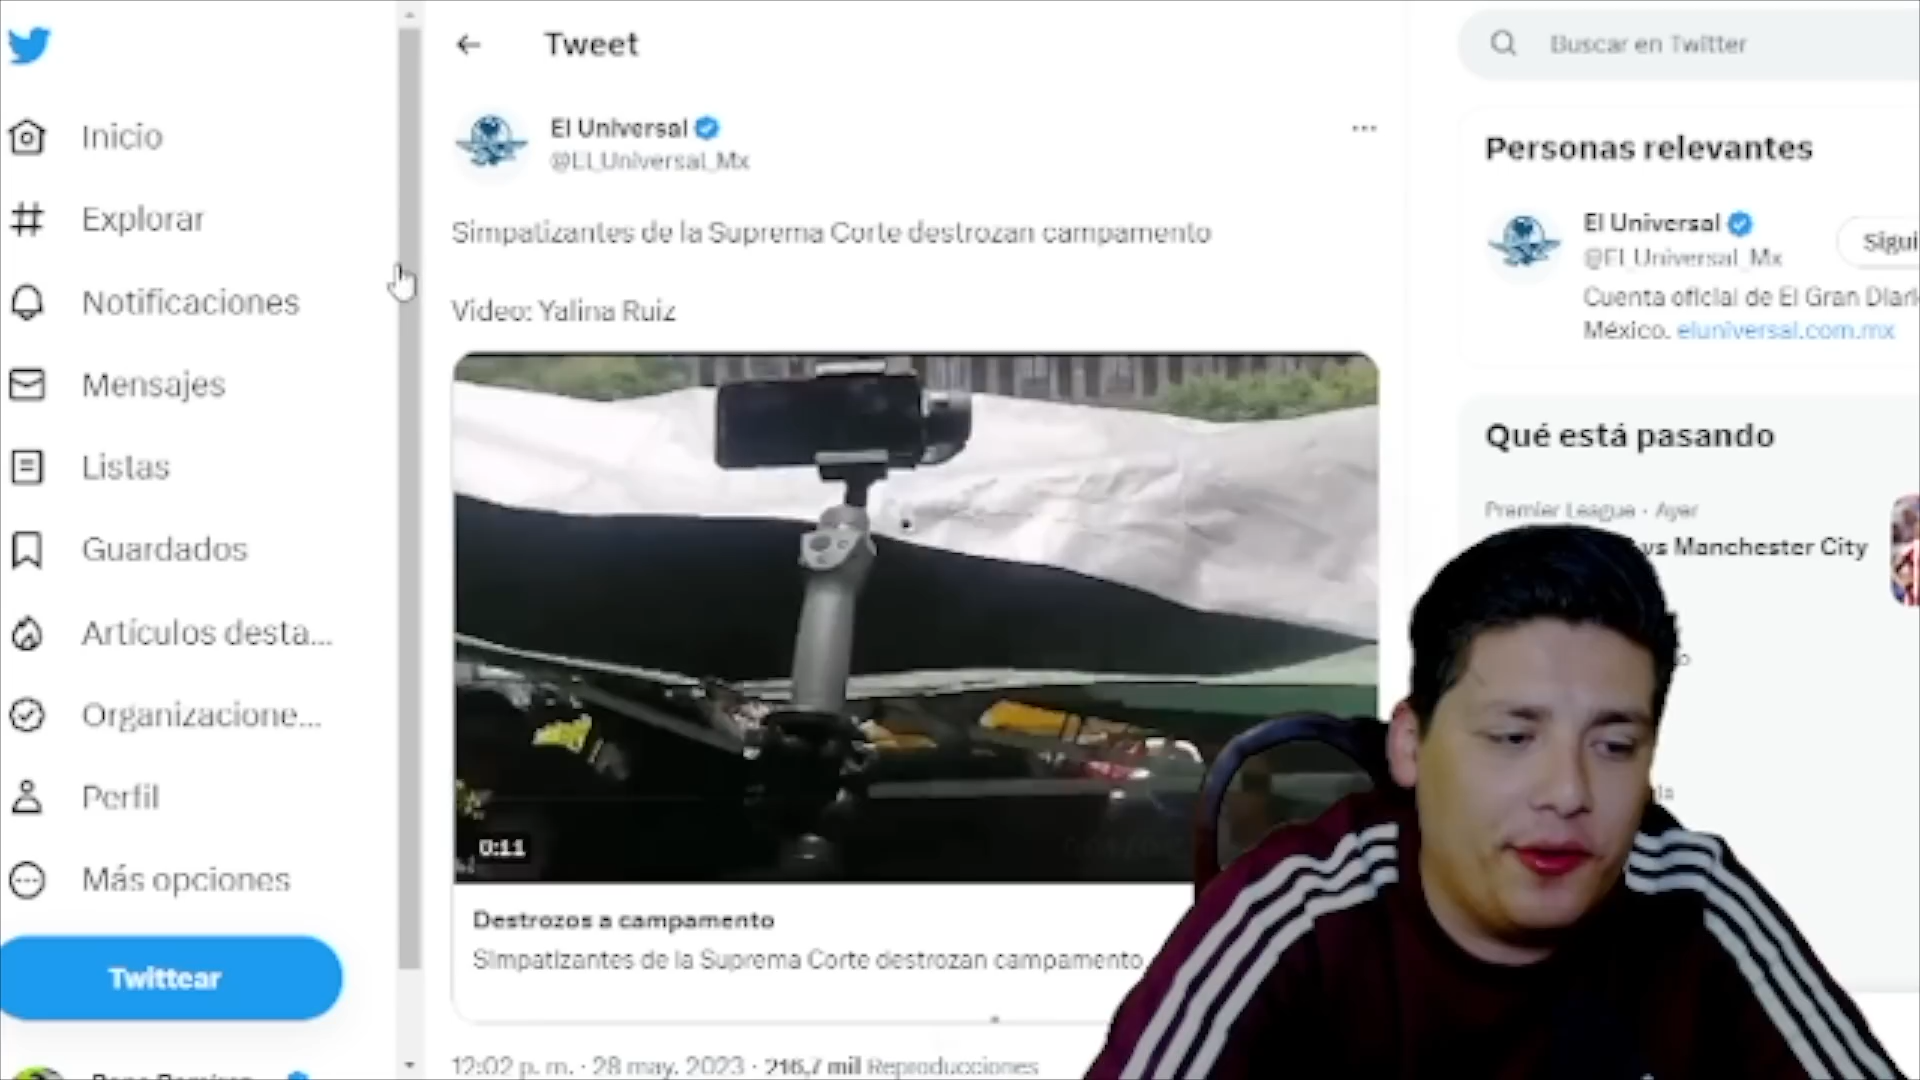 Inicio
Explorar
Notificaciones
Mensajes
Listas
Guardados
Artículos desta...
Organizacione...
Perfil
Más opciones
Twittear
Tweet
El Universal
@El_Universal_Mx
Simpatizantes de la Suprema Corte destrozan campamento
Video: Yalina Ruiz
0:11
Destrozos a campamento
Simpatizantes de la Suprema Corte destrozan campamento
12:02 p. m. · 28 may. 2023 · 216,7 mil Reproducciones
Buscar en Twitter
Personas relevantes
El Universal
Sigui
@El_Universal_Mx
Cuenta oficial de El Gran Diari
México. eluniversal.com.mx
Qué está pasando
Premier League · Ayer
vs Manchester City